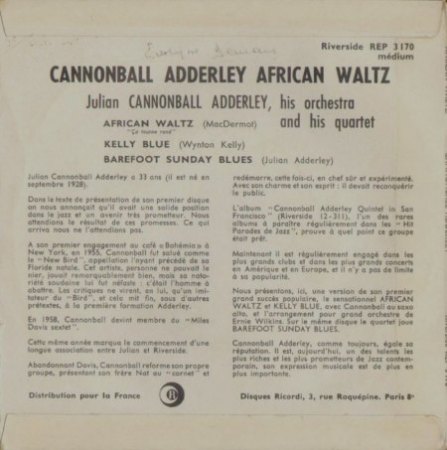 Riverside REP 3170
médium
CANNONBALL ADDERLEY AFRICAN WALTZ
Julian CANNONBALL ADDERLEY, his orchestra
and his quartet
AFRICAN WALTZ (MacDermot)
"Ça tourne rond"
KELLY BLUE (Wynton Kelly)
BAREFOOT SUNDAY BLUES (Julian Adderley)
Julian Cannonball Adderley a 33 ans (il est né en
septembre 1928).
Dans le texte de présentation de son premier disque
on nous annonçait qu'il avait une solide position
dans le jazz et un avenir très prometteur. Nous
attendions le résultat de ces promesses. Ce qui
arriva nous ne l'attendions pas.
A son premier engagement au café «Bohémia» à
New York, en 1955, Cannonball fut salué comme
le «New Bird", appellation l'ayant précédé de sa
Floride natale. Cet artiste, personne ne pouvait le
nier, jouait remarquablement bien, mais sa noto-
riété soudaine lui fut néfaste : c'était l'homme à
abattre. Les critiques ne virent, en lui, qu'un imi-
tateur du "Bird", et cela mit fin, sous d'autres
prétextes, à la première formation Adderley.
En 1958, Cannonball devint membre du "Miles
Davis sextet".
Cette même année marqua le commencement d'une
longue association entre Julian et Riverside.
Abandonnant Davis, Cannonball reforme son propre
groupe, présentant son frère Nat au "cornet" et
redémarre, cette fois-ci, en chef sûr et expérimenté.
Avec son charme et son esprit : il devait reconquérir
le public.
L'album "Cannonball Adderley Quintet in San
Francisco" (Riverside 12-311), l'un des rares
albums à paraître régulièrement dans les "Hit
Parades de Jazz", prouve à quel point ce groupe
était prêt.
Maintenant il est régulièrement engagé dans les
plus grands clubs et dans les plus grands concerts
en Amérique et en Europe, et il n'y a pas de limite
à sa popularité.
Nous présentons, ici, une version de son premier
grand succès populaire, le sensationnel AFRICAN
WALTZ et KELLY BLUE, avec Cannonball au saxo
alto, et l'arrangement pour grand orchestre de
Ernie Wilkins. Sur le même disque le quartet joue
BAREFOOT SUNDAY BLUES.
Cannonball Adderley, comme toujours, égale sa
réputation. Il est, aujourd'hui, un des talents les
plus riches et les plus prometteurs de Jazz contem-
porain, son expression musicale est de plus en
plus importante.
Distribution pour la France
R
Disques Ricordi, 3, rue Roquépine. Paris 8e